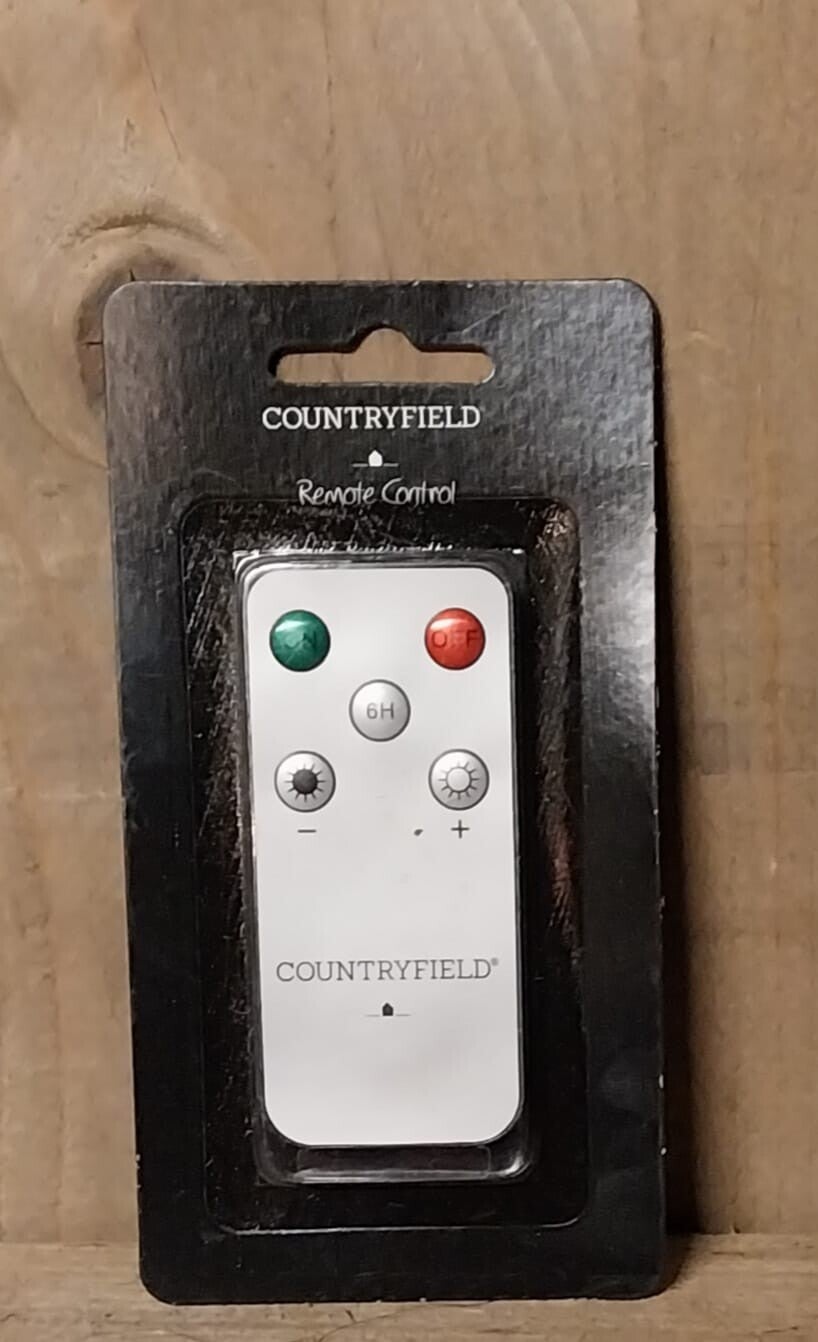 COUNTRYFIELD
Remote Control
ON OFF
6H
− +
COUNTRYFIELD®